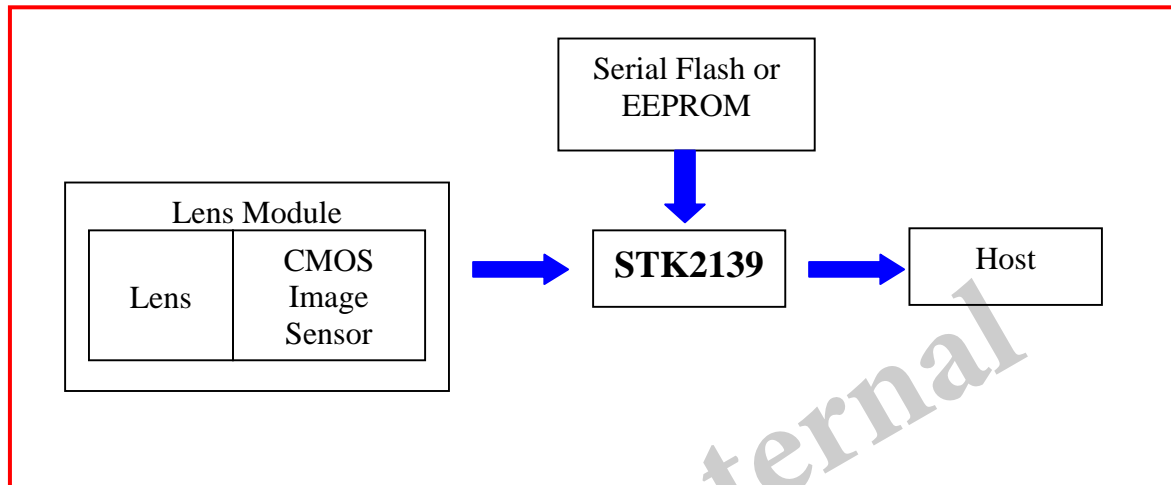 Serial Flash or
EEPROM
Lens Module
Lens
CMOS
Image
Sensor
STK2139
Host
ternal